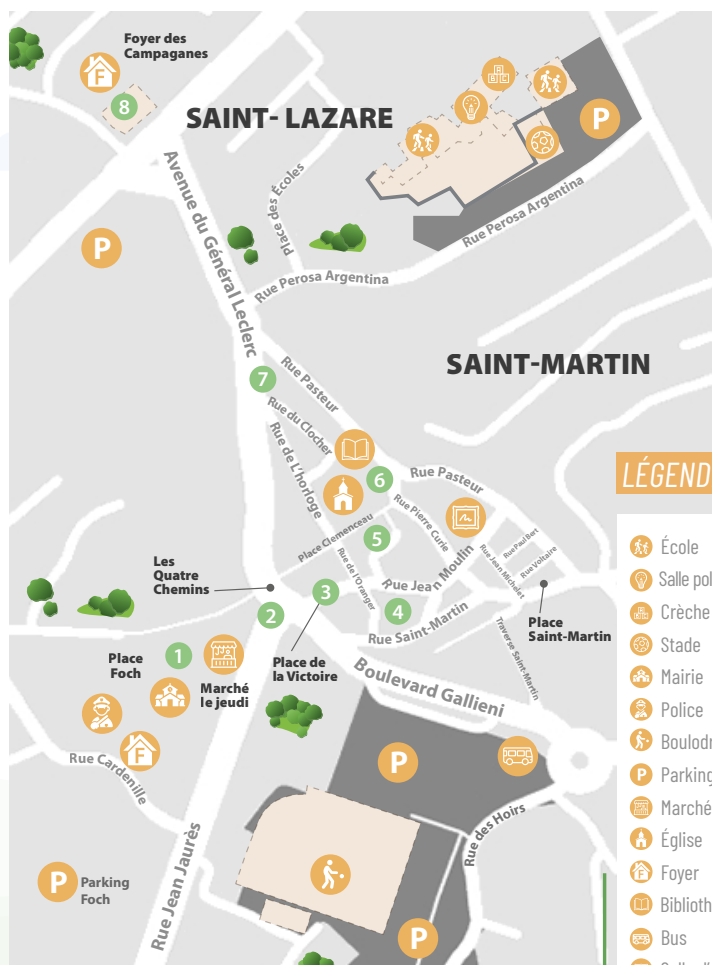 Foyer des
Campaganes
F
8
SAINT- LAZARE
A B C
P
Avenue du Général Leclerc
Place des Écoles
Rue Perosa Argentina
P
Rue Perosa Argentina
SAINT-MARTIN
7
Rue Pasteur
Rue du Clocher
Rue de L'horloge
Rue Pasteur
6
Rue Pierre Curie
Place Clemenceau
5
Rue Paul Bert
Rue Voltaire
Rue Jean Michelet
Les
Quatre
Chemins
Rue de l'Oranger
Rue Jean Moulin
3
4
2
Rue Saint-Martin
Place
Saint-Martin
Traverse Saint-Martin
Place
Foch
1
Marché
le jeudi
Place de
la Victoire
Boulevard Gallieni
F
Rue Cardenille
P
Rue des Hoirs
Rue Jean Jaurès
P
Parking
Foch
P
LÉGEND
École
Salle pol
Crèche
Stade
Mairie
Police
Boulodr
P Parking
Marché
Église
F Foyer
Biblioth
Bus